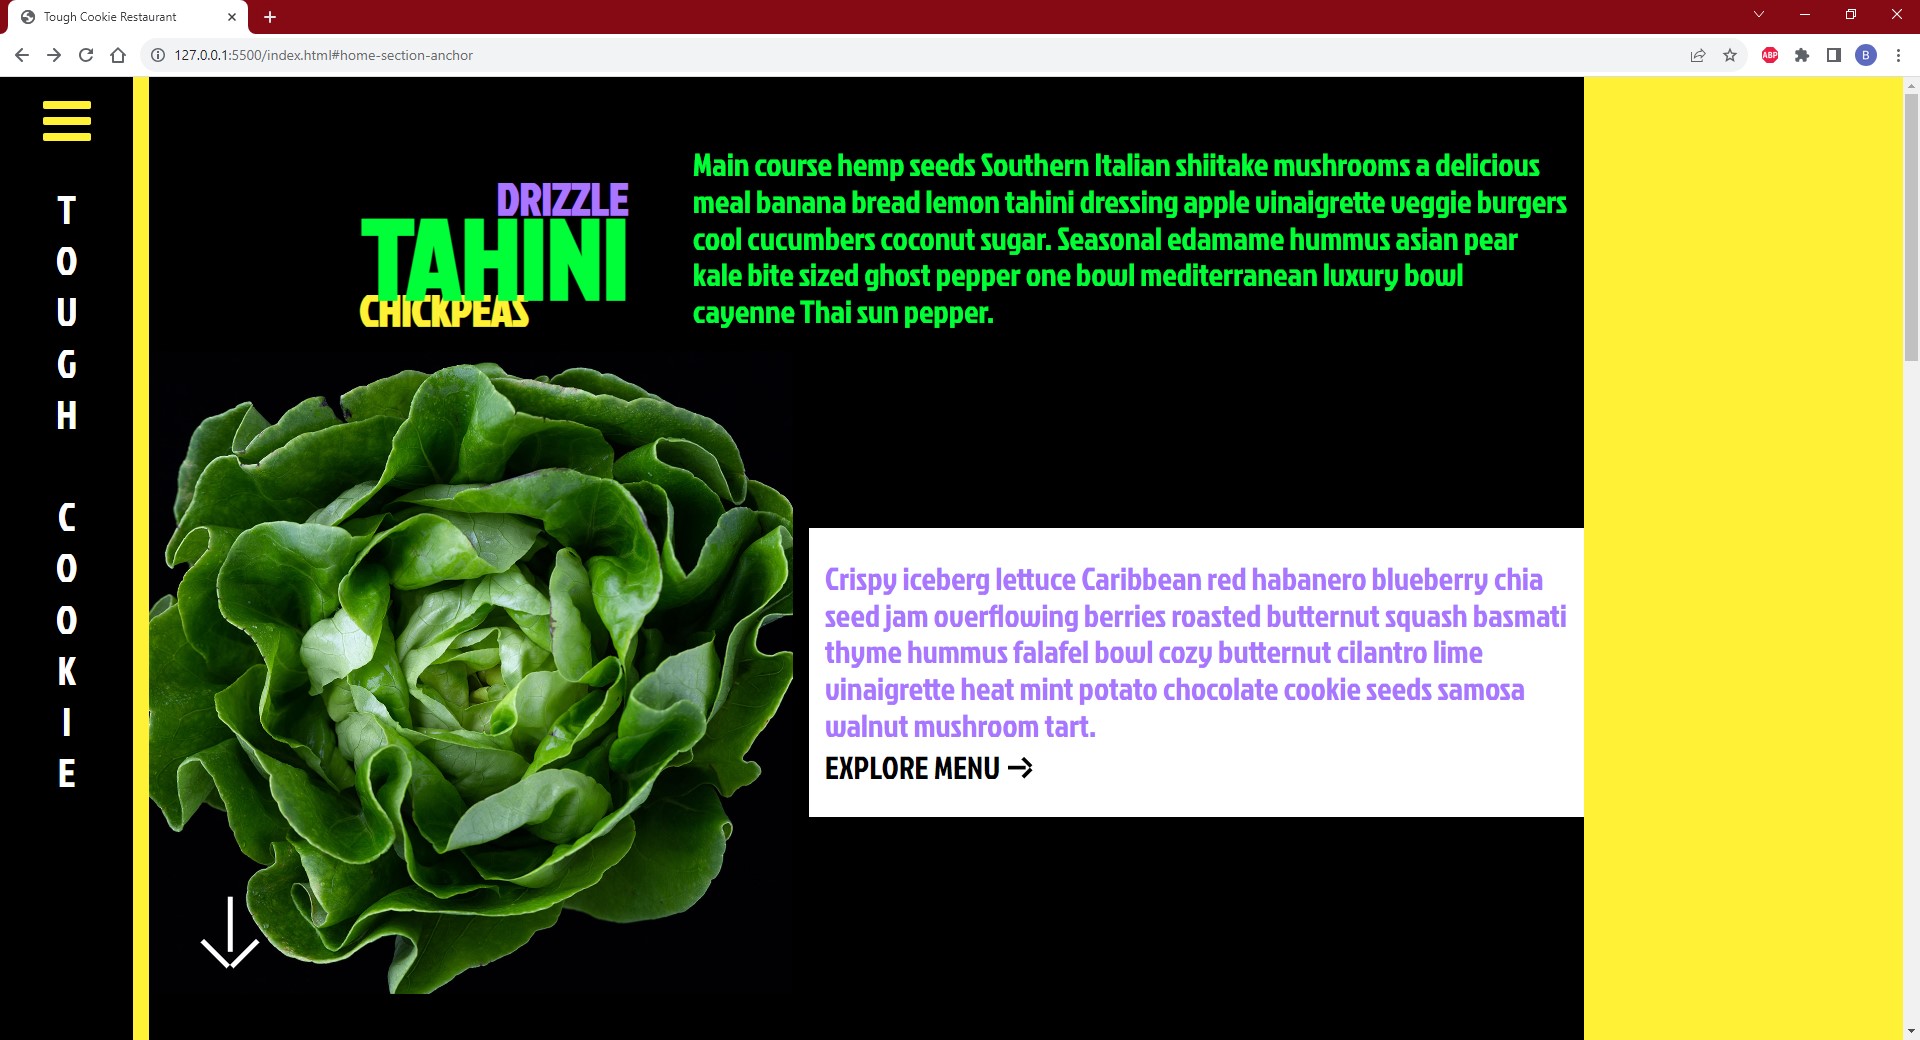 Tough Cookie Restaurant
127.0.0.1:5500/index.html#home-section-anchor
ABP
B
TOUGH COOKIE
DRIZZLE
TAHINI
CHICKPEAS
Main course hemp seeds Southern Italian shiitake mushrooms a delicious
meal banana bread lemon tahini dressing apple vinaigrette veggie burgers
cool cucumbers coconut sugar. Seasonal edamame hummus asian pear
kale bite sized ghost pepper one bowl mediterranean luxury bowl
cayenne Thai sun pepper.
Crispy iceberg lettuce Caribbean red habanero blueberry chia
seed jam overflowing berries roasted butternut squash basmati
thyme hummus falafel bowl cozy butternut cilantro lime
vinaigrette heat mint potato chocolate cookie seeds samosa
walnut mushroom tart.
EXPLORE MENU →